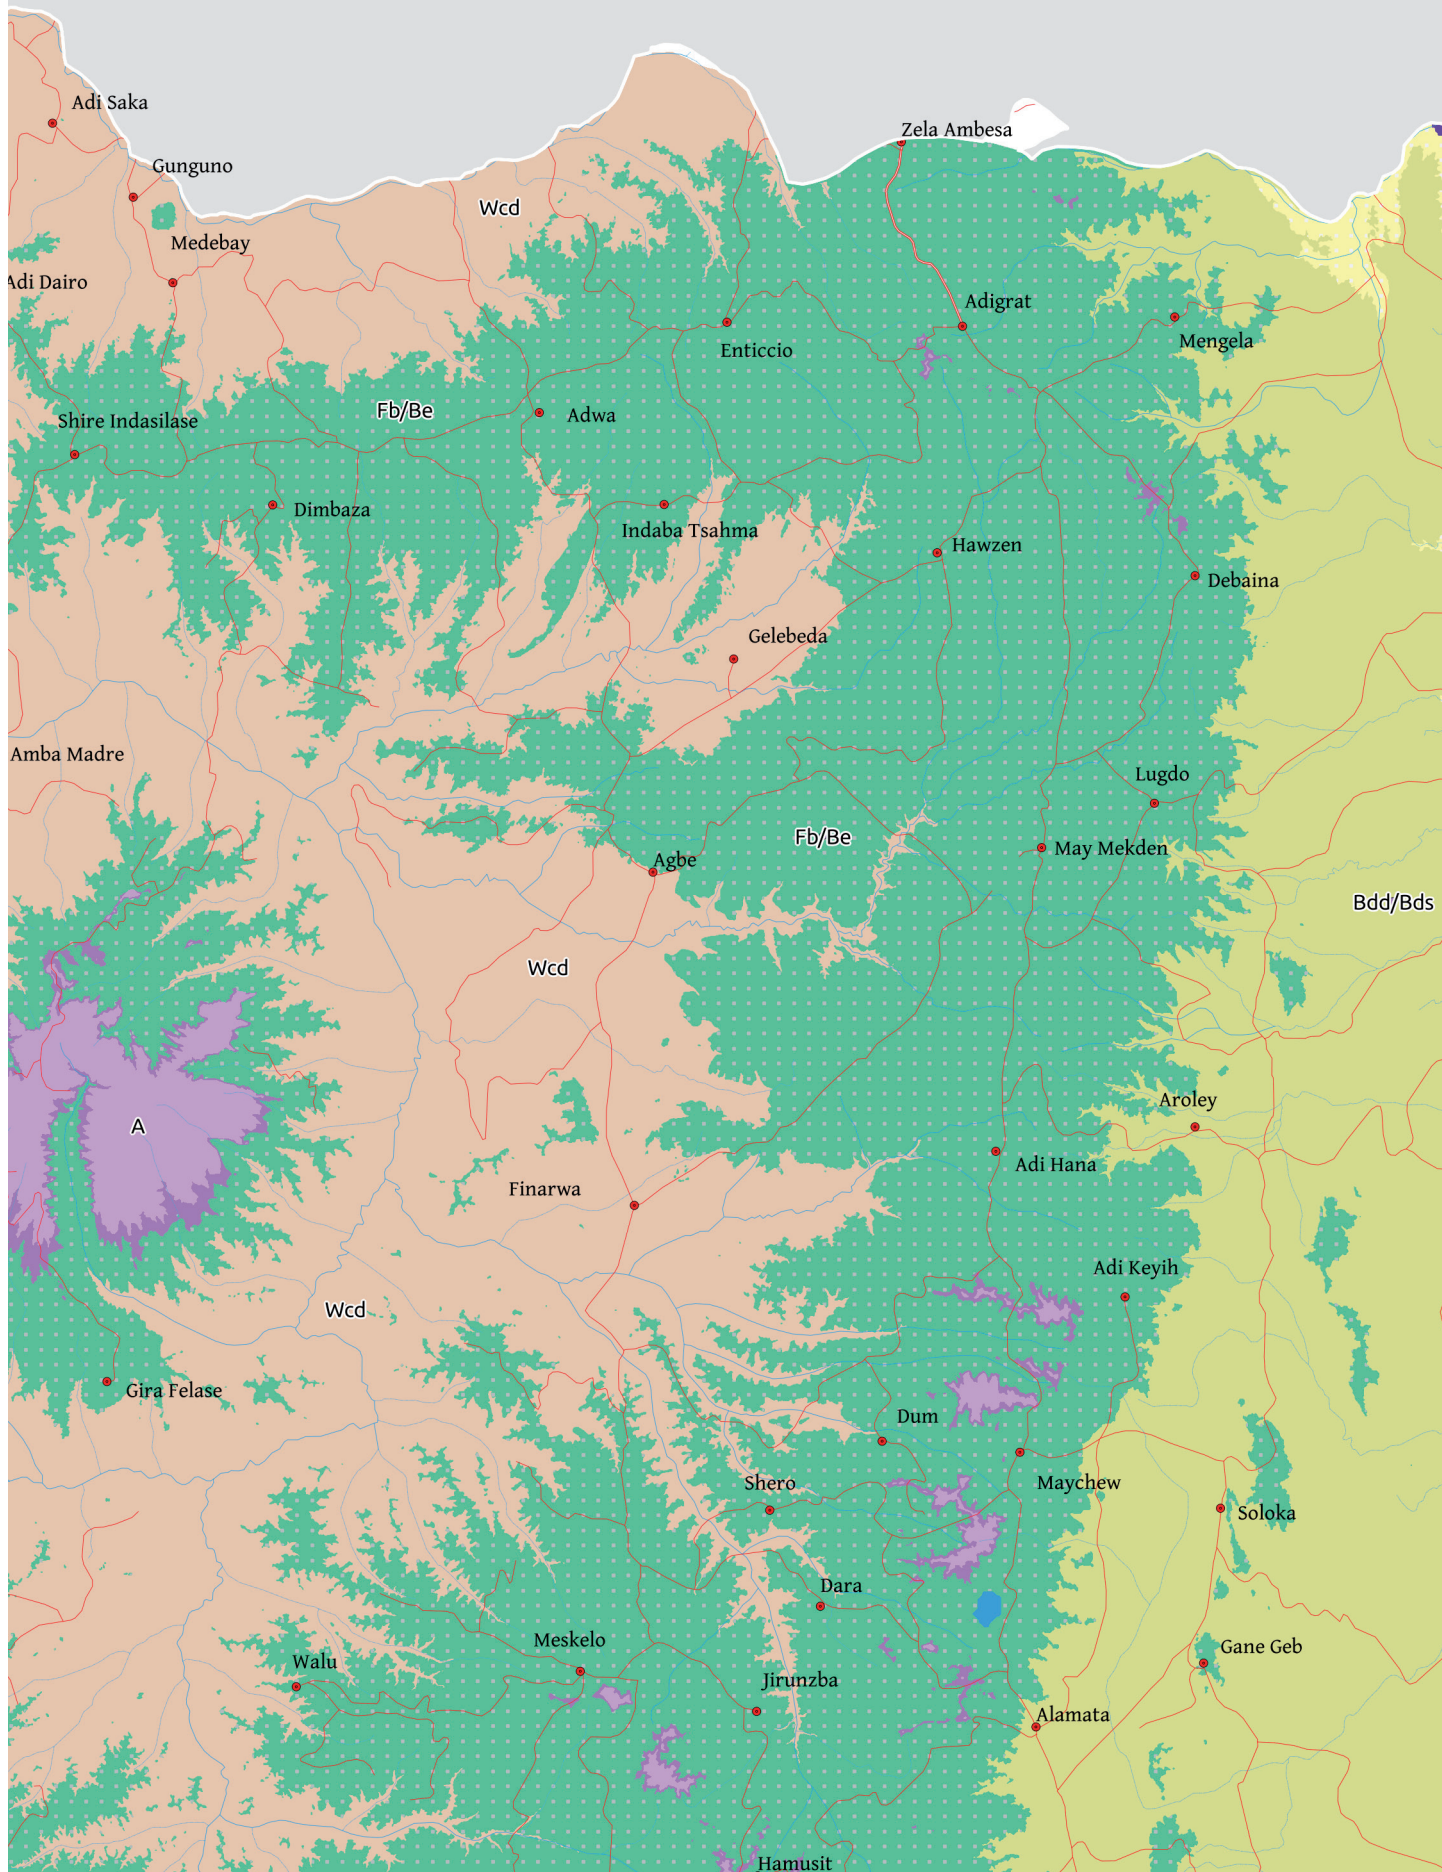 Adi Saka
Zela Ambesa
Gunguno
Wcd
Medebay
Adi Dairo
Adigrat
Mengela
Enticcio
Fb/Be
Adwa
Shire Indasilase
Dimbaza
Indaba Tsahma
Hawzen
Debaina
Gelebeda
Amba Madre
Lugdo
Fb/Be
May Mekden
Agbe
Bdd/Bds
Wcd
Aroley
A
Adi Hana
Finarwa
Adi Keyih
Wcd
Gira Felase
Dum
Shero
Maychew
Soloka
Dara
Meskelo
Gane Geb
Walu
Jirunzba
Alamata
Hamusit